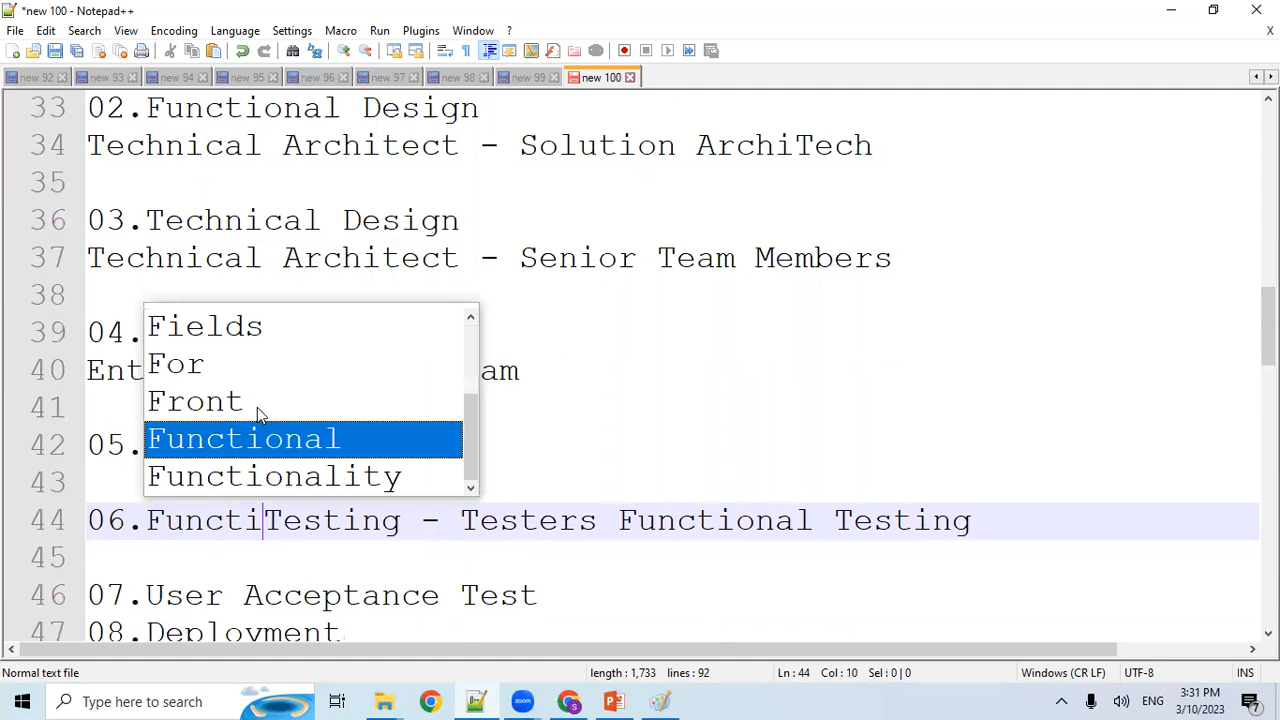 *new 100 - Notepad++
File Edit Search View Encoding Language Settings Macro Run Plugins Window ? X
new 92 new 93 new 94 new 95 new 96 new 97 new 98 new 99 new 100
33 02.Functional Design
34 Technical Architect - Solution ArchiTech
35
36 03.Technical Design
37 Technical Architect - Senior Team Members
38
39 04.
Fields
40 Ent am
For
41
Front
42 05.
Functional
43
Functionality
44 06.FunctiTesting - Testers Functional Testing
45
46 07.User Acceptance Test
47 08.Deployment
Normal text file length : 1,733 lines : 92 Ln : 44 Col : 10 Sel : 0 | 0 Windows (CR LF) UTF-8 INS
Type here to search zoom ENG 3:31 PM
3/10/2023 7